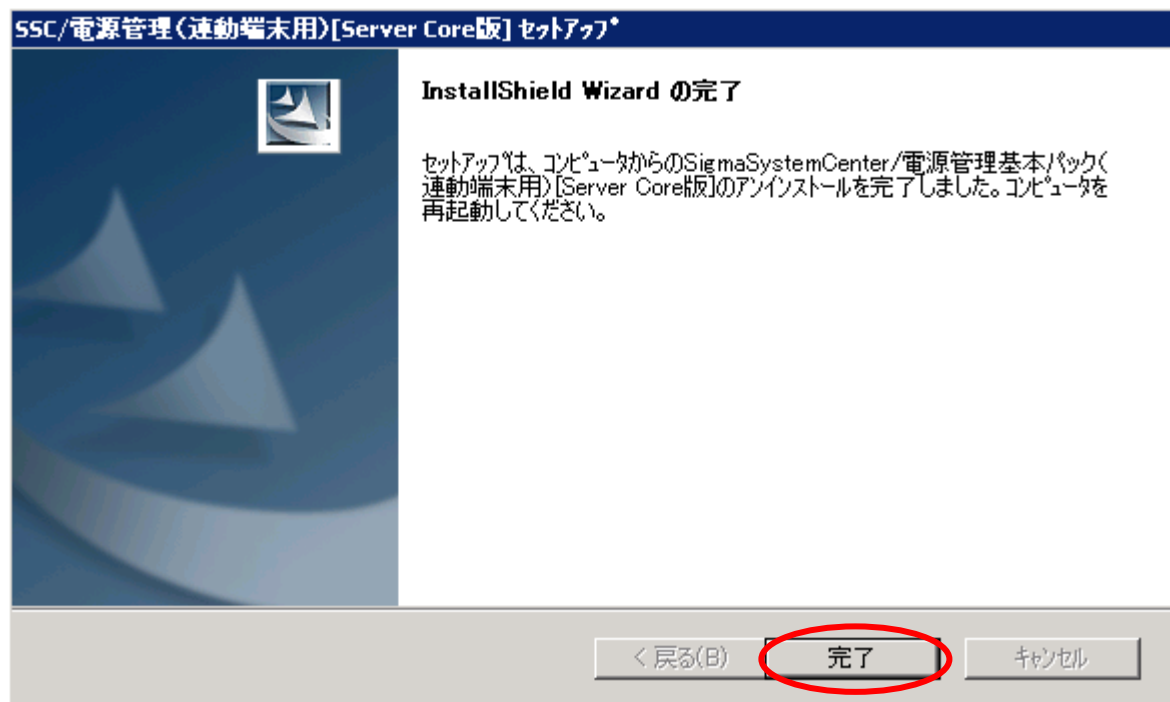 SSC/電源管理(連動端末用)[Server Core版] セットアップ
InstallShield Wizard の完了
セットアップは、コンピュータからのSigmaSystemCenter/電源管理基本パック(
連動端末用)[Server Core版]のアンインストールを完了しました。コンピュータを
再起動してください。
< 戻る(B)
完了
キャンセル